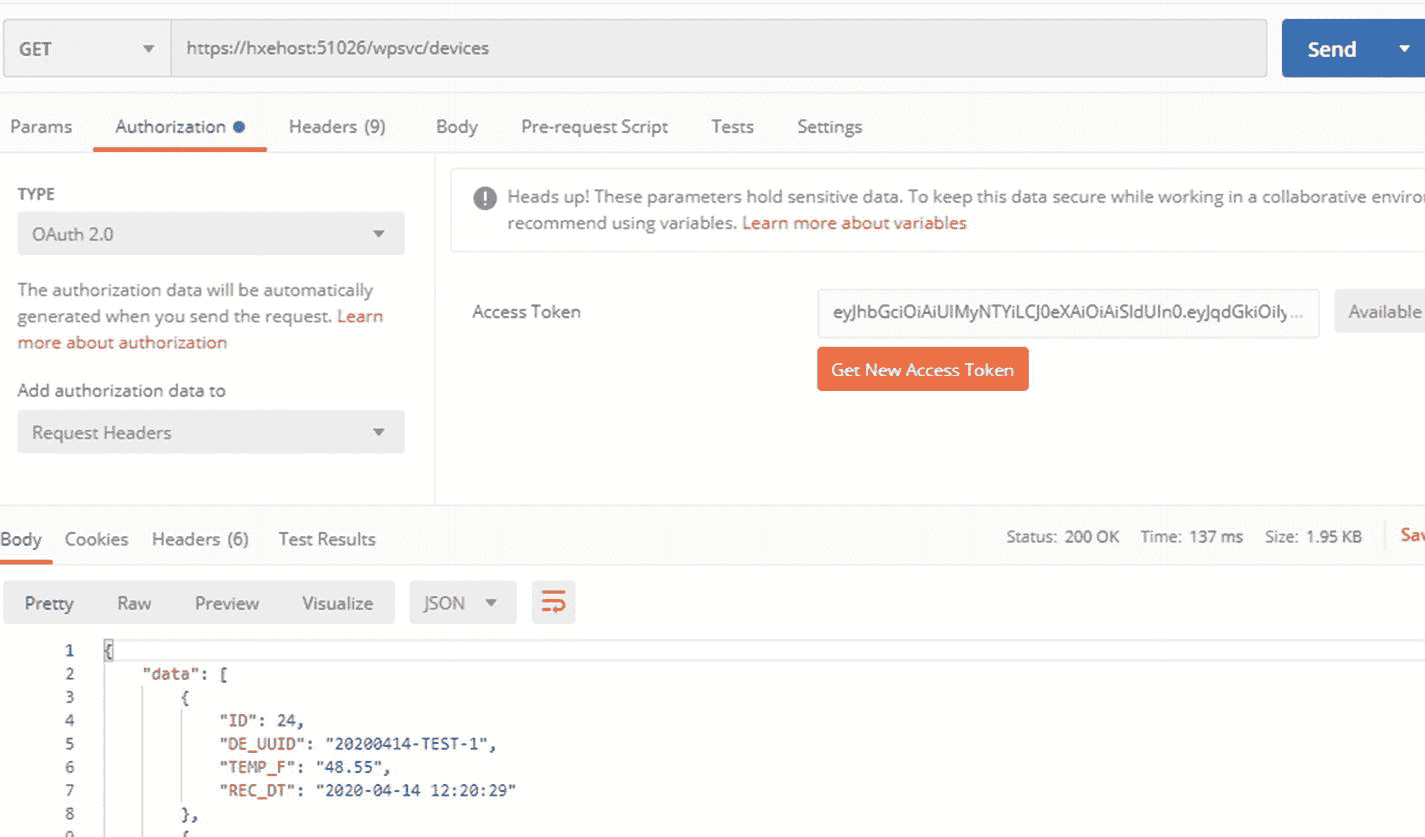 GET https://hxehost:51026/wpsvc/devices Send
Params Authorization Headers (9) Body Pre-request Script Tests Settings
TYPE
OAuth 2.0
The authorization data will be automatically
generated when you send the request. Learn
more about authorization
Add authorization data to
Request Headers
Heads up! These parameters hold sensitive data. To keep this data secure while working in a collaborative enviro
recommend using variables. Learn more about variables
Access Token eyJhbGciOiAiUlMyNTYiLCJ0eXAiOiAiSldUIn0.eyJqdGkiOiIy... Available
Get New Access Token
Body Cookies Headers (6) Test Results Status: 200 OK Time: 137 ms Size: 1.95 KB Sav
Pretty Raw Preview Visualize JSON
1 {
2 "data": [
3 {
4 "ID": 24,
5 "DE_UUID": "20200414-TEST-1",
6 "TEMP_F": "48.55",
7 "REC_DT": "2020-04-14 12:20:29"
8 },
9 {